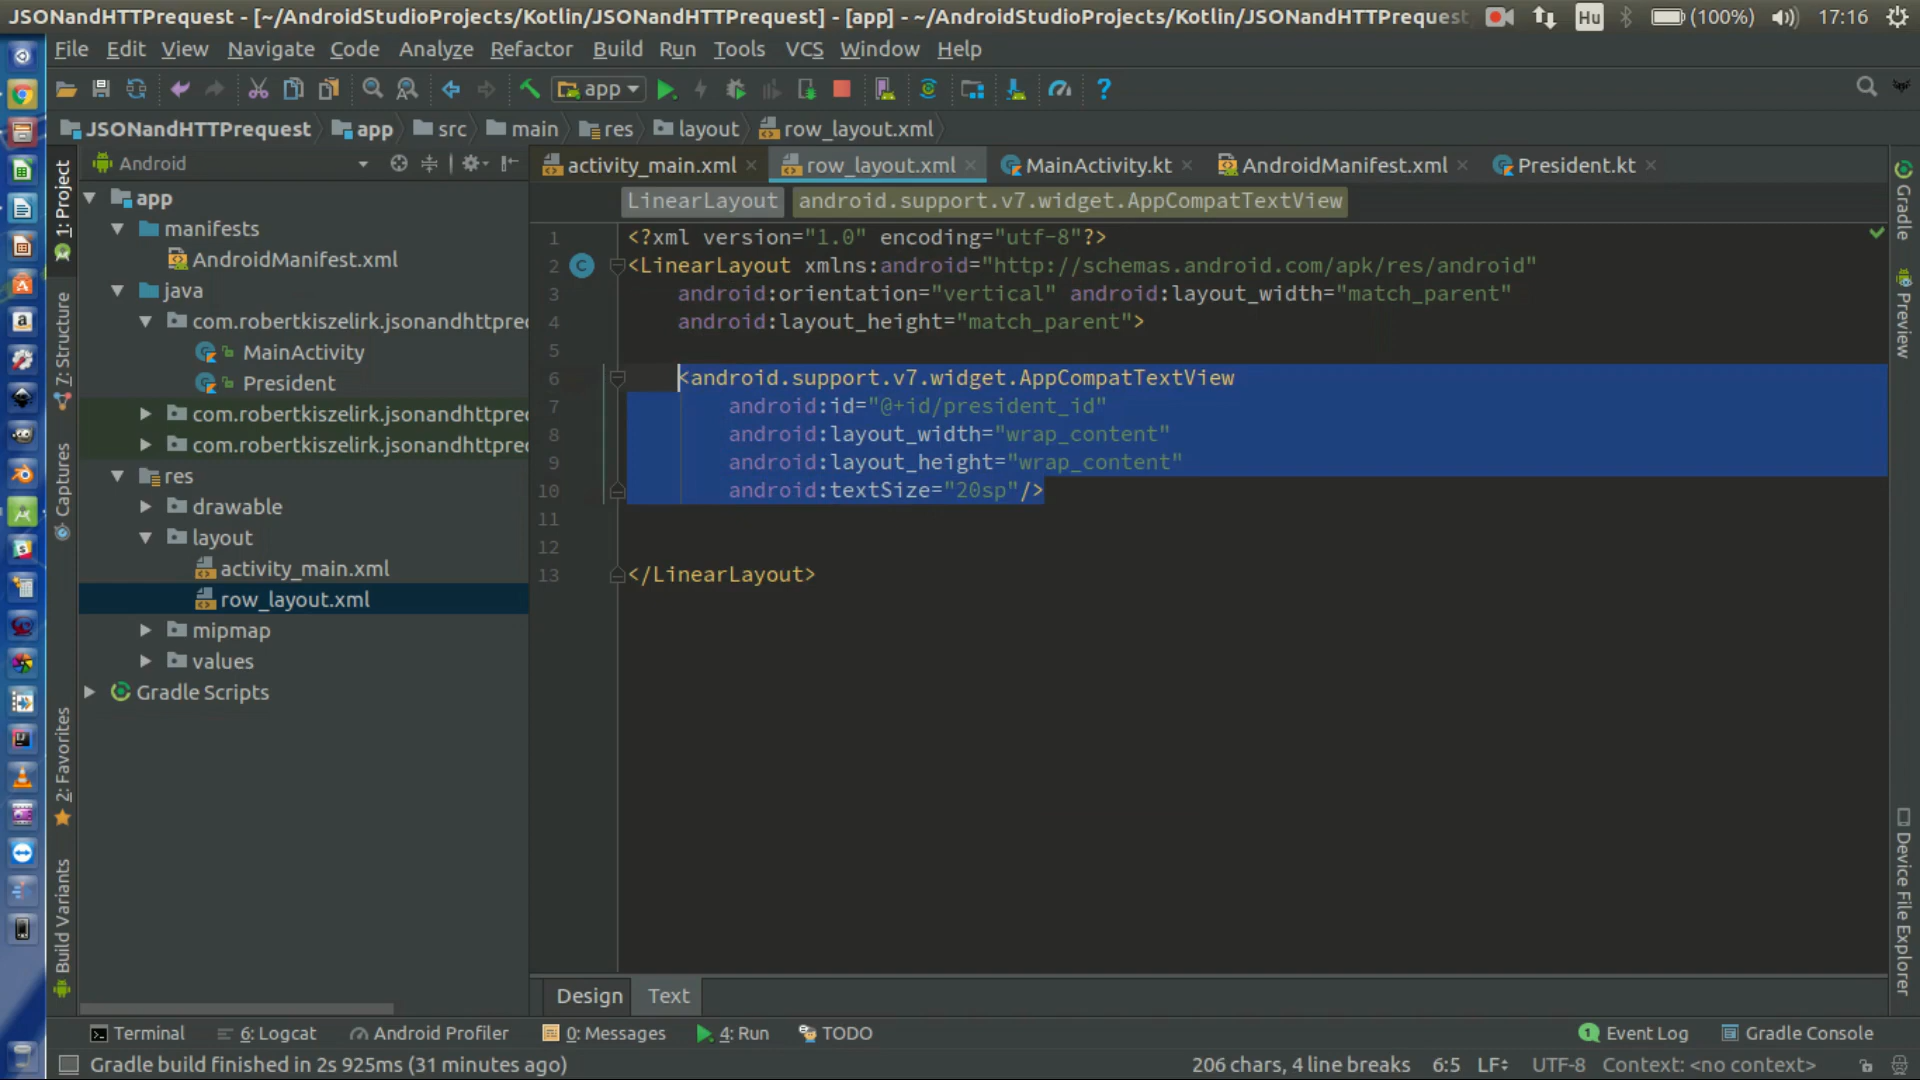 JSONandHTTPrequest - [~/AndroidStudioProjects/Kotlin/JSONandHTTPrequest] - [app] - ~/AndroidStudioProjects/Kotlin/JSONandHTTPrequest
Hu (100%) 17:16
File Edit View Navigate Code Analyze Refactor Build Run Tools VCS Window Help
app
JSONandHTTPrequest app src main res layout row_layout.xml
Android
activity_main.xml row_layout.xml MainActivity.kt AndroidManifest.xml President.kt
LinearLayout android.support.v7.widget.AppCompatTextView
1: Project
7: Structure
Captures
2: Favorites
Build Variants
app
manifests
AndroidManifest.xml
java
com.robertkiszelirk.jsonandhttpre
MainActivity
President
com.robertkiszelirk.jsonandhttpre
com.robertkiszelirk.jsonandhttpre
res
drawable
layout
activity_main.xml
row_layout.xml
mipmap
values
Gradle Scripts
1 <?xml version="1.0" encoding="utf-8"?>
2 <LinearLayout xmlns:android="http://schemas.android.com/apk/res/android"
3 android:orientation="vertical" android:layout_width="match_parent"
4 android:layout_height="match_parent">
5
6 <android.support.v7.widget.AppCompatTextView
7 android:id="@+id/president_id"
8 android:layout_width="wrap_content"
9 android:layout_height="wrap_content"
10 android:textSize="20sp"/>
11
12
13 </LinearLayout>
Gradle
Preview
Device File Explorer
Design Text
Terminal 6: Logcat Android Profiler 0: Messages 4: Run TODO 1 Event Log Gradle Console
Gradle build finished in 2s 925ms (31 minutes ago) 206 chars, 4 line breaks 6:5 LF UTF-8 Context: <no context>